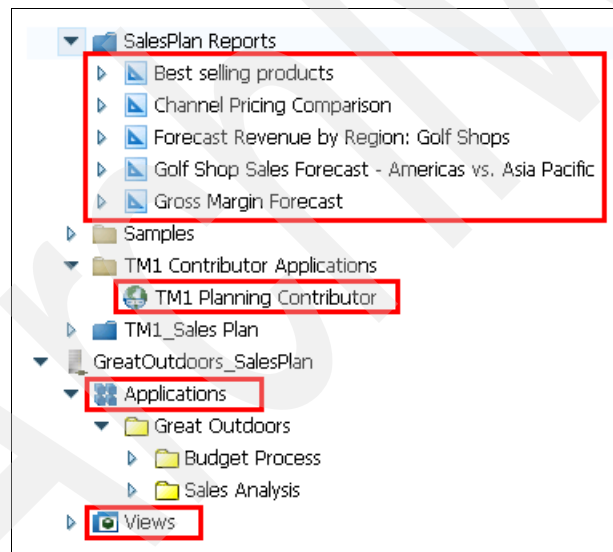 SalesPlan Reports
Best selling products
Channel Pricing Comparison
Forecast Revenue by Region: Golf Shops
Golf Shop Sales Forecast - Americas vs. Asia Pacific
Gross Margin Forecast
Samples
TM1 Contributor Applications
TM1 Planning Contributor
TM1_Sales Plan
GreatOutdoors_SalesPlan
Applications
Great Outdoors
Budget Process
Sales Analysis
Views